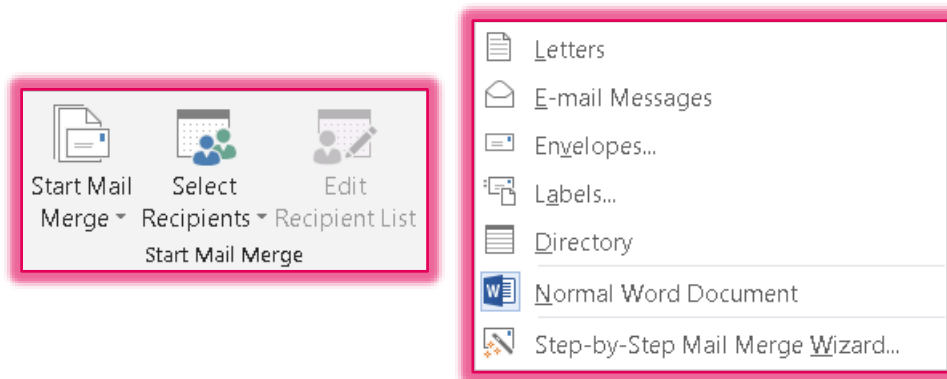 Start Mail Merge
Select Recipients
Edit Recipient List
Start Mail Merge
Letters
E-mail Messages
Envelopes...
Labels...
Directory
Normal Word Document
Step-by-Step Mail Merge Wizard...